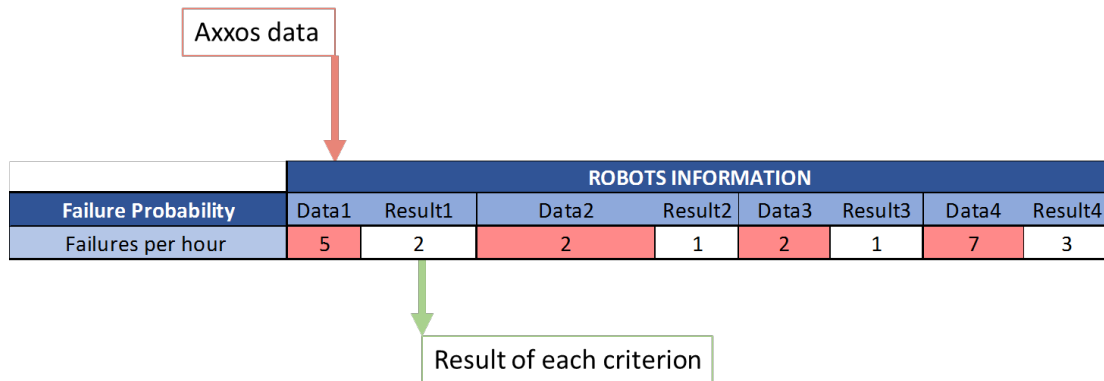 Axxos data
ROBOTS INFORMATION
Failure Probability Data1 Result1 Data2 Result2 Data3 Result3 Data4 Result4
Failures per hour 5 2 2 1 2 1 7 3
Result of each criterion